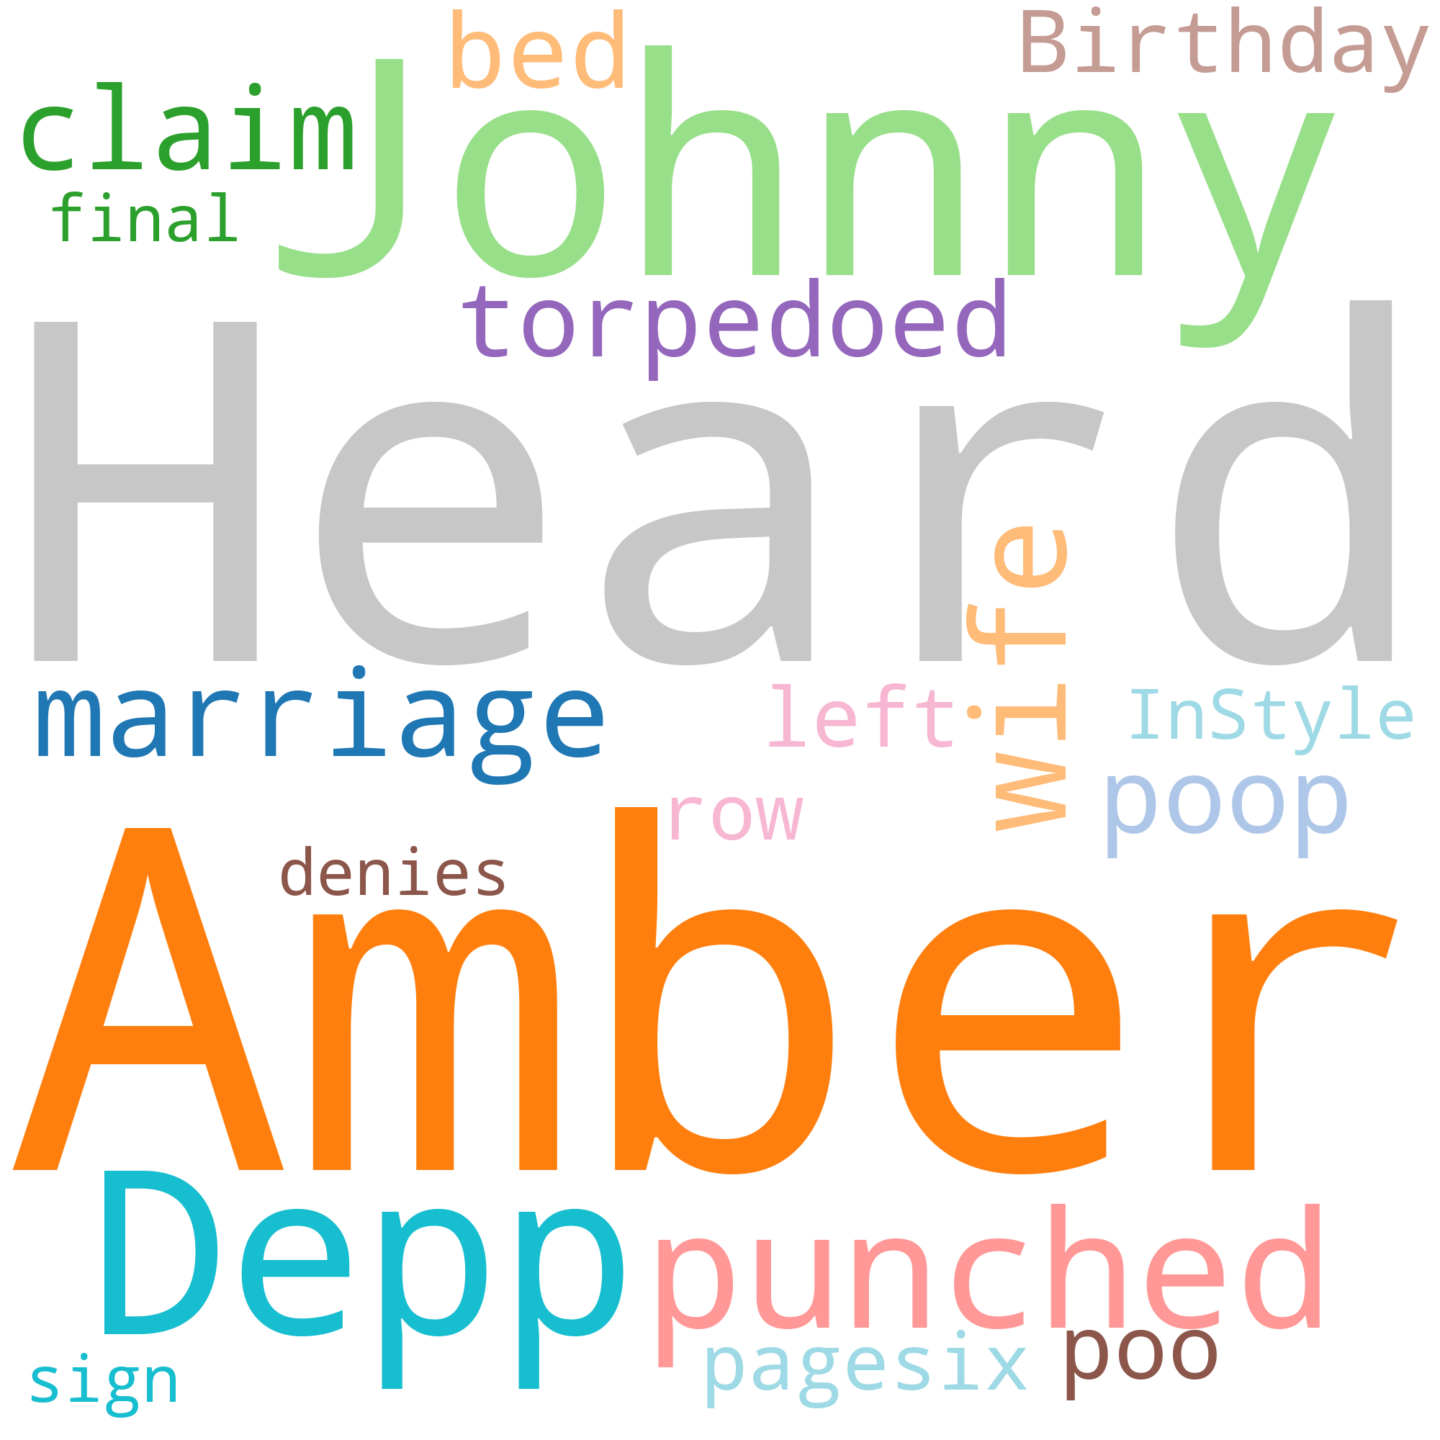 bed
Birthday
claim
Johnny
final
torpedoed
Heard
wife
marriage
left
InStyle
row
poop
denies
Amber
Depp
punched
pagesix
poo
sign